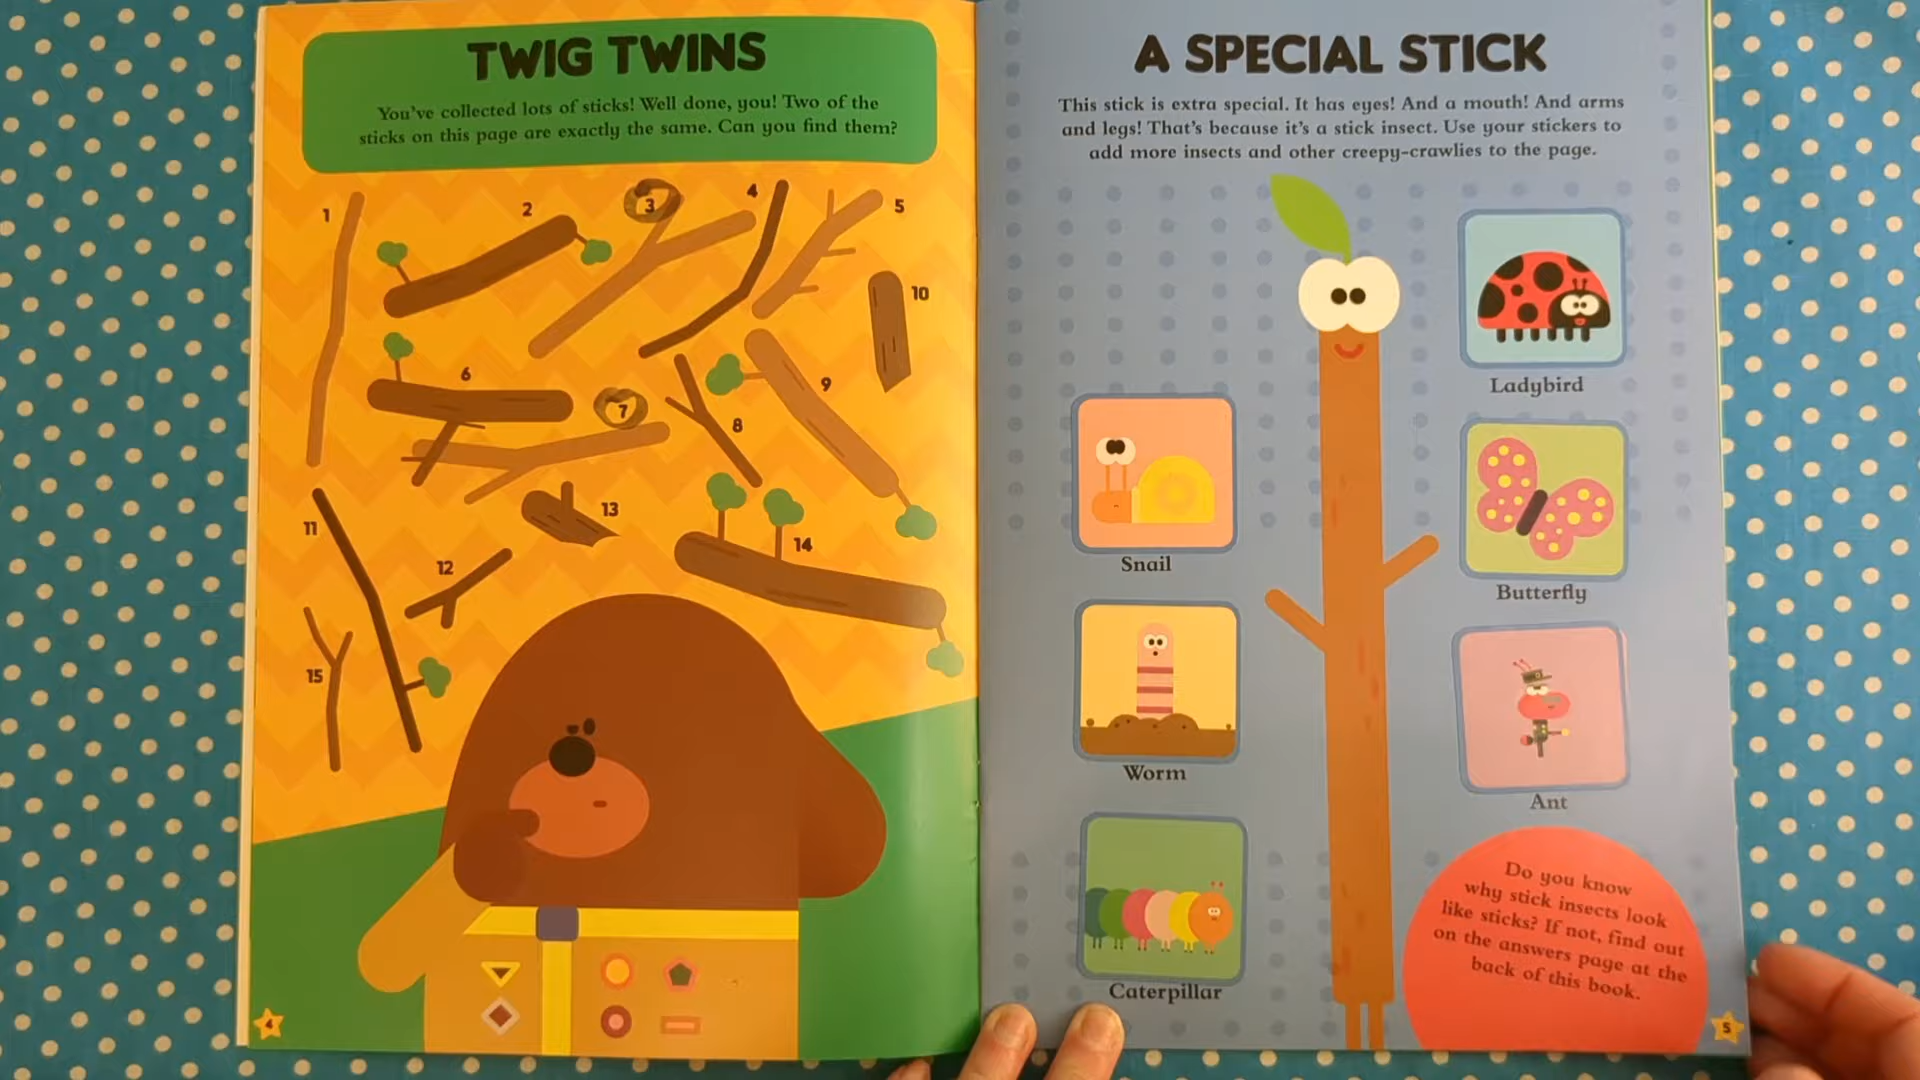 TWIG TWINS
You've collected lots of sticks! Well done, you! Two of the
sticks on this page are exactly the same. Can you find them?
1
2
3
4
5
10
6
7
8
9
11
12
13
14
15
4
A SPECIAL STICK
This stick is extra special. It has eyes! And a mouth! And arms
and legs! That's because it's a stick insect. Use your stickers to
add more insects and other creepy-crawlies to the page.
Ladybird
Snail
Butterfly
Worm
Ant
Caterpillar
Do you know
why stick insects look
like sticks? If not, find out
on the answers page at the
back of this book.
5